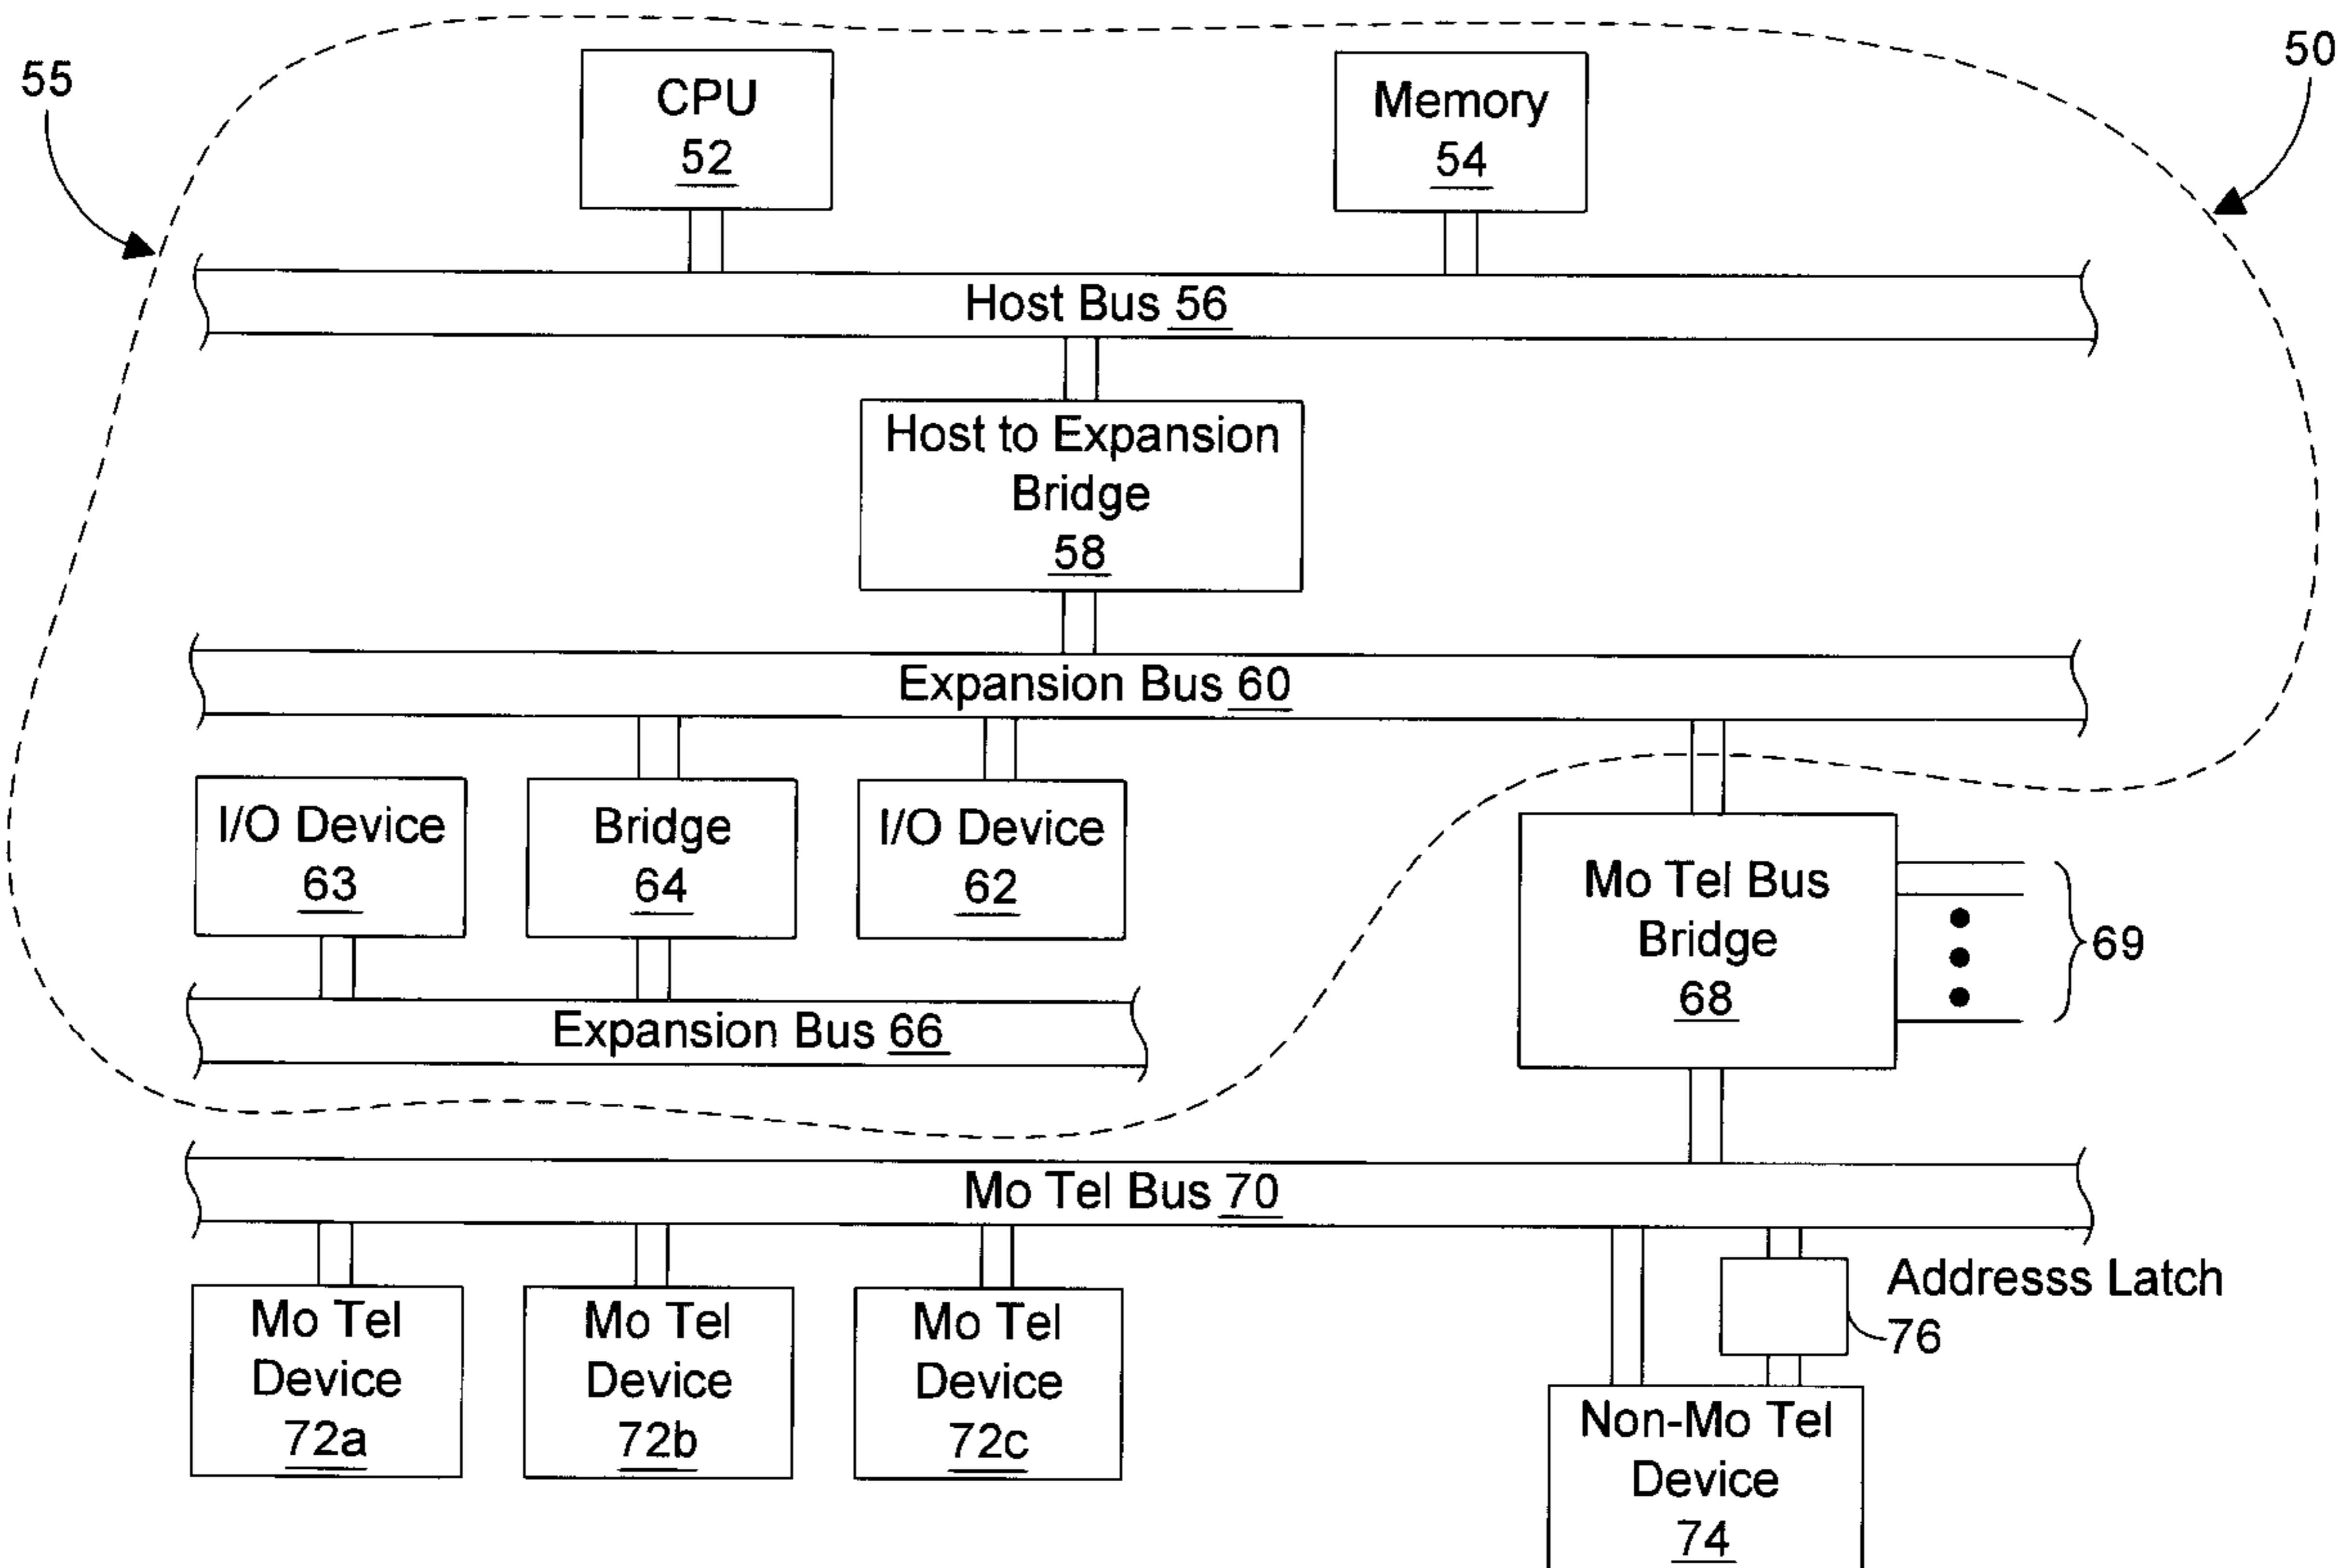 55
50
CPU
52
Memory
54
Host Bus 56
Host to Expansion
Bridge
58
Expansion Bus 60
I/O Device
63
Bridge
64
I/O Device
62
Mo Tel Bus
Bridge
68
69
Expansion Bus 66
Mo Tel Bus 70
Mo Tel
Device
72a
Mo Tel
Device
72b
Mo Tel
Device
72c
Addresss Latch
76
Non-Mo Tel
Device
74